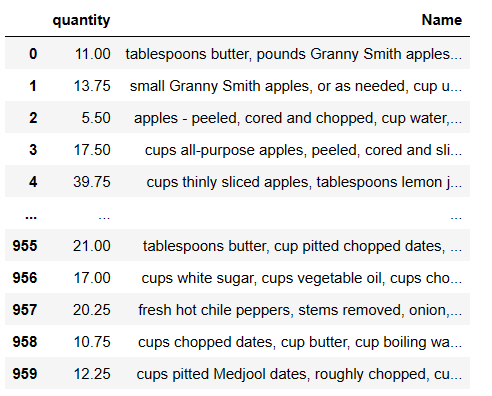 quantity Name
0 11.00 tablespoons butter, pounds Granny Smith apples...
1 13.75 small Granny Smith apples, or as needed, cup u...
2 5.50 apples - peeled, cored and chopped, cup water,...
3 17.50 cups all-purpose apples, peeled, cored and sli...
4 39.75 cups thinly sliced apples, tablespoons lemon j...
... ... ...
955 21.00 tablespoons butter, cup pitted chopped dates, ...
956 17.00 cups white sugar, cups vegetable oil, cups cho...
957 20.25 fresh hot chile peppers, stems removed, onion,...
958 10.75 cups chopped dates, cup butter, cup boiling wa...
959 12.25 cups pitted Medjool dates, roughly chopped, cu...